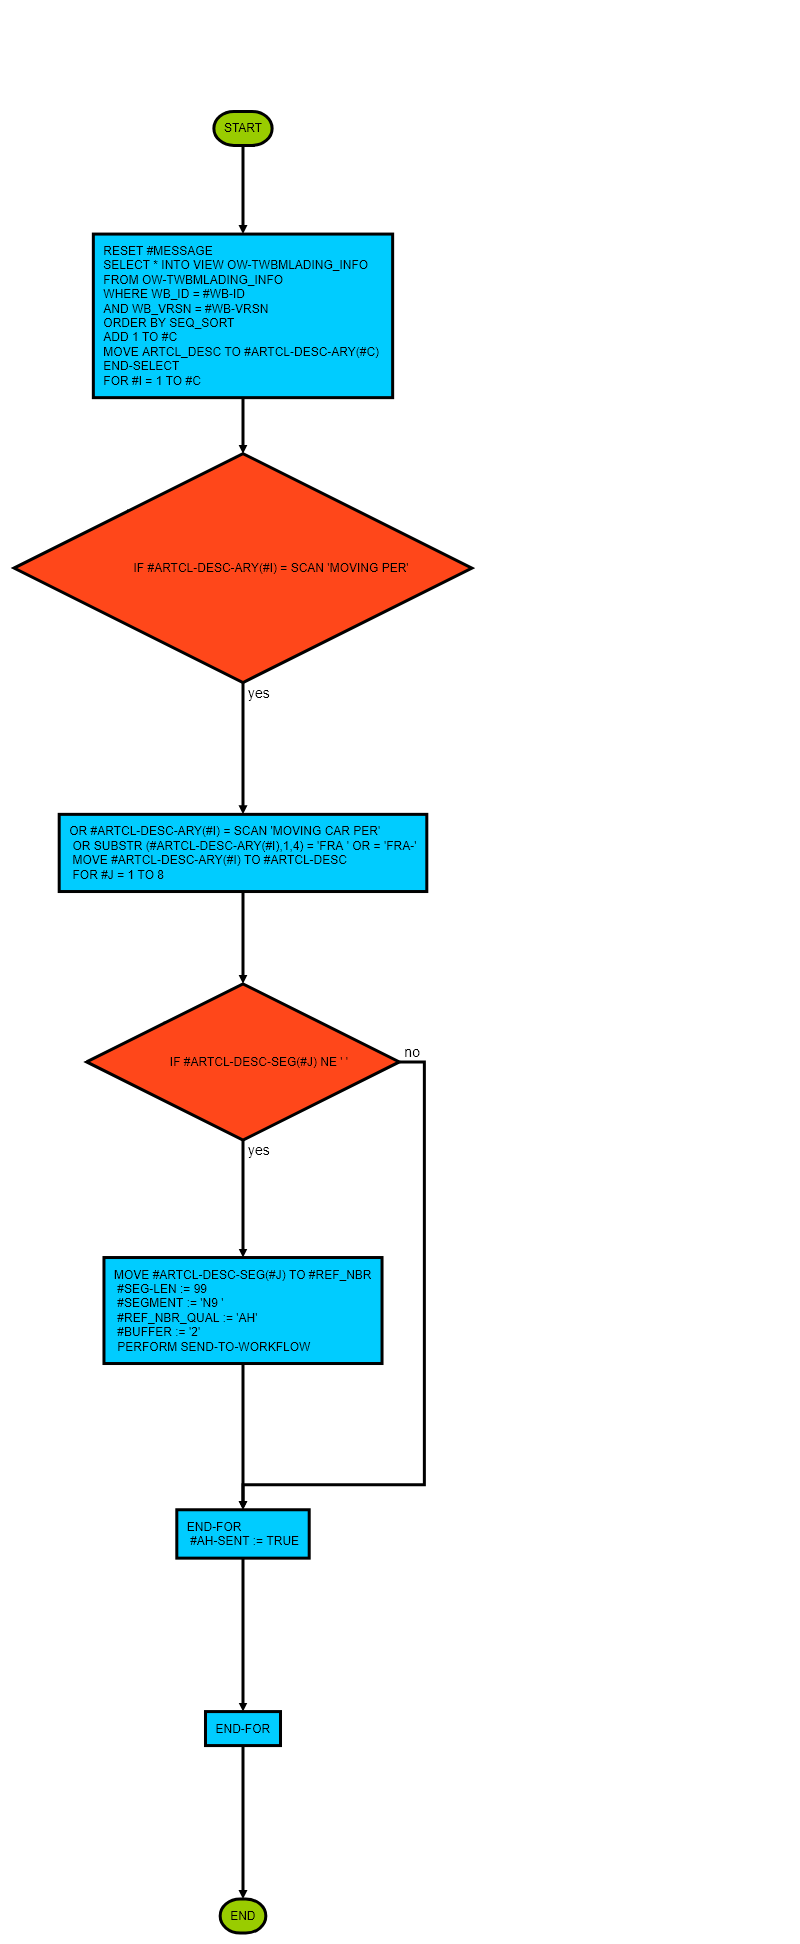 START
RESET #MESSAGE
SELECT * INTO VIEW OW-TWBMLADING_INFO
FROM OW-TWBMLADING_INFO
WHERE WB_ID = #WB-ID
AND WB_VRSN = #WB-VRSN
ORDER BY SEQ_SORT
ADD 1 TO #C
MOVE ARTCL_DESC TO #ARTCL-DESC-ARY(#C)
END-SELECT
FOR #I = 1 TO #C
IF #ARTCL-DESC-ARY(#I) = SCAN 'MOVING PER'
yes
OR #ARTCL-DESC-ARY(#I) = SCAN 'MOVING CAR PER'
OR SUBSTR (#ARTCL-DESC-ARY(#I),1,4) = 'FRA ' OR = 'FRA-'
MOVE #ARTCL-DESC-ARY(#I) TO #ARTCL-DESC
FOR #J = 1 TO 8
IF #ARTCL-DESC-SEG(#J) NE ' '
no
yes
MOVE #ARTCL-DESC-SEG(#J) TO #REF_NBR
#SEG-LEN := 99
#SEGMENT := 'N9 '
#REF_NBR_QUAL := 'AH'
#BUFFER := '2'
PERFORM SEND-TO-WORKFLOW
END-FOR
#AH-SENT := TRUE
END-FOR
END